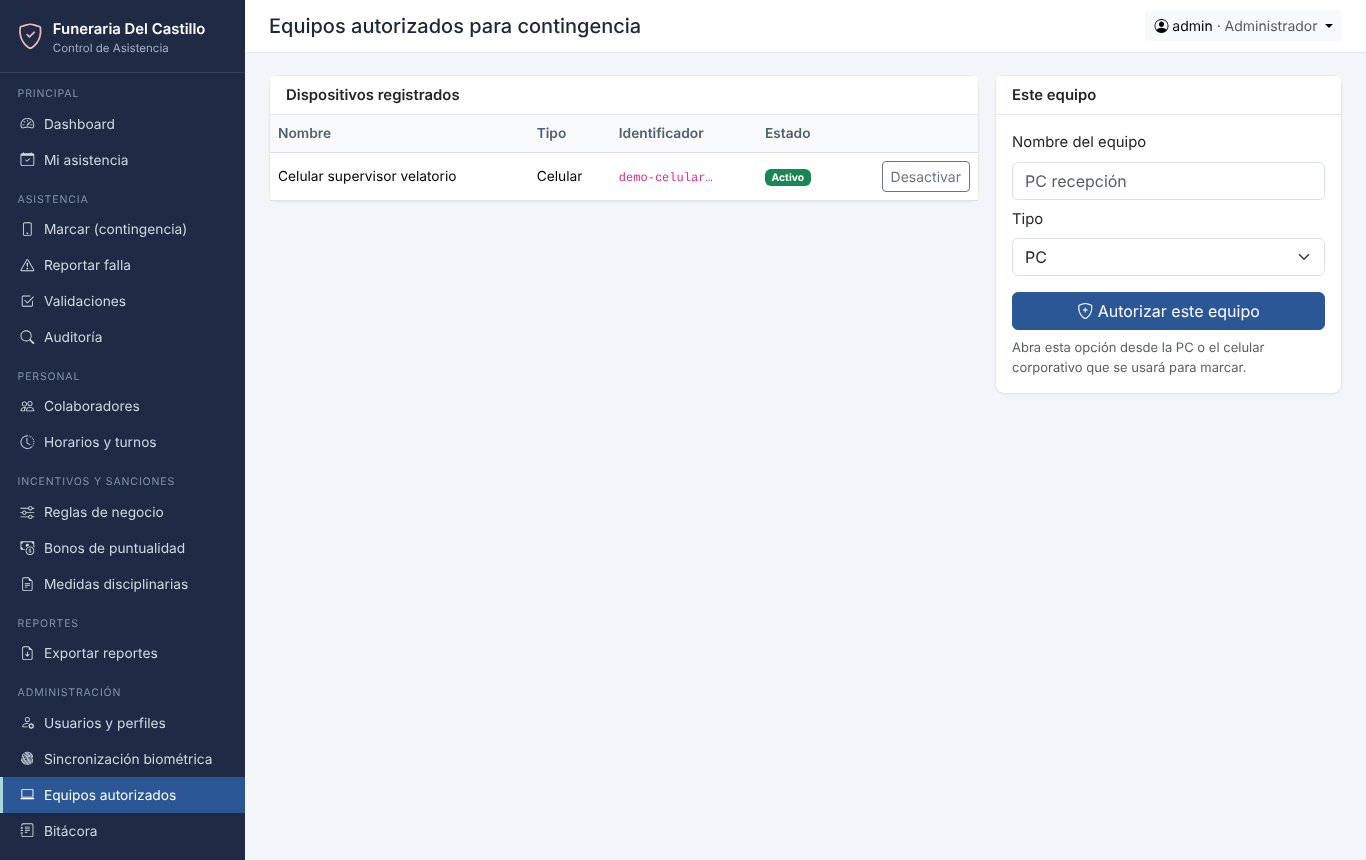 Funeraria Del Castillo
Control de Asistencia
PRINCIPAL
Dashboard
Mi asistencia
ASISTENCIA
Marcar (contingencia)
Reportar falla
Validaciones
Auditoría
PERSONAL
Colaboradores
Horarios y turnos
INCENTIVOS Y SANCIONES
Reglas de negocio
Bonos de puntualidad
Medidas disciplinarias
REPORTES
Exportar reportes
ADMINISTRACIÓN
Usuarios y perfiles
Sincronización biométrica
Equipos autorizados
Bitácora
Equipos autorizados para contingencia
admin · Administrador
Dispositivos registrados
Nombre Tipo Identificador Estado
Celular supervisor velatorio Celular demo-celular… Activo Desactivar
Este equipo
Nombre del equipo
PC recepción
Tipo
PC
Autorizar este equipo
Abra esta opción desde la PC o el celular
corporativo que se usará para marcar.